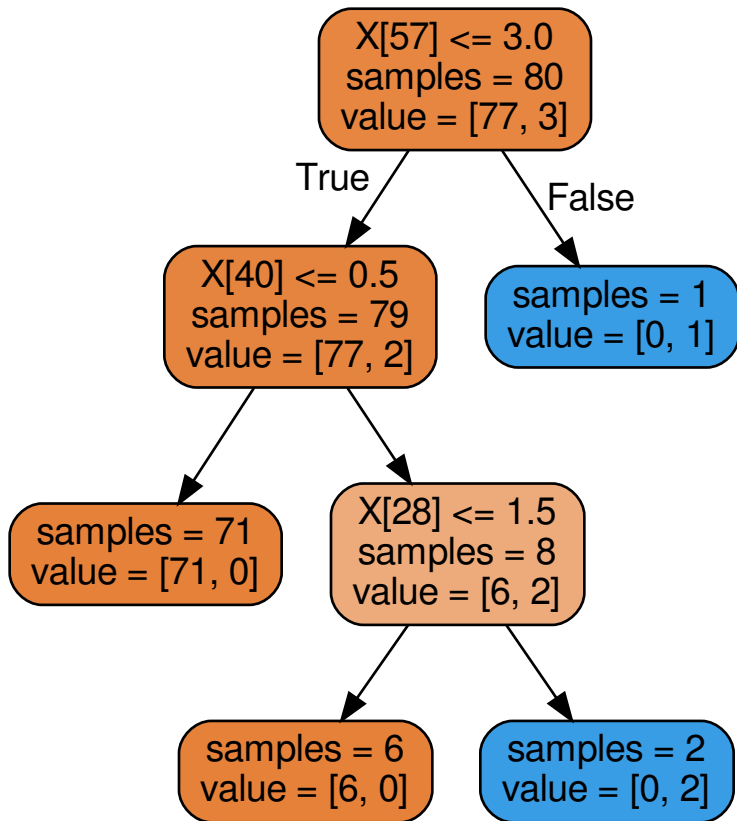 X[57] <= 3.0
samples = 80
value = [77, 3]
True
False
X[40] <= 0.5
samples = 79
value = [77, 2]
samples = 1
value = [0, 1]
samples = 71
value = [71, 0]
X[28] <= 1.5
samples = 8
value = [6, 2]
samples = 6
value = [6, 0]
samples = 2
value = [0, 2]